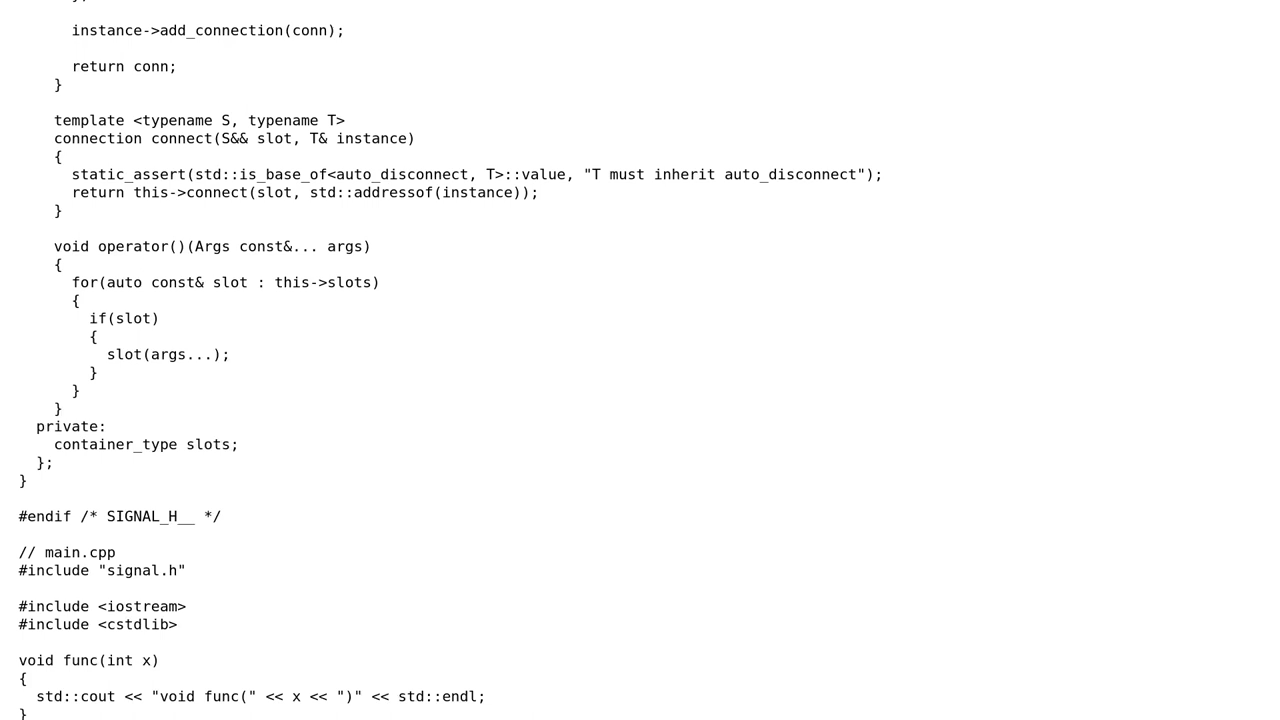 instance->add_connection(conn);
return conn;
}
template <typename S, typename T>
connection connect(S&& slot, T& instance)
{
static_assert(std::is_base_of<auto_disconnect, T>::value, "T must inherit auto_disconnect");
return this->connect(slot, std::addressof(instance));
}
void operator()(Args const&... args)
{
for(auto const& slot : this->slots)
{
if(slot)
{
slot(args...);
}
}
}
private:
container_type slots;
};
}
#endif /* SIGNAL_H__ */
// main.cpp
#include "signal.h"
#include <iostream>
#include <cstdlib>
void func(int x)
{
std::cout << "void func(" << x << ")" << std::endl;
}